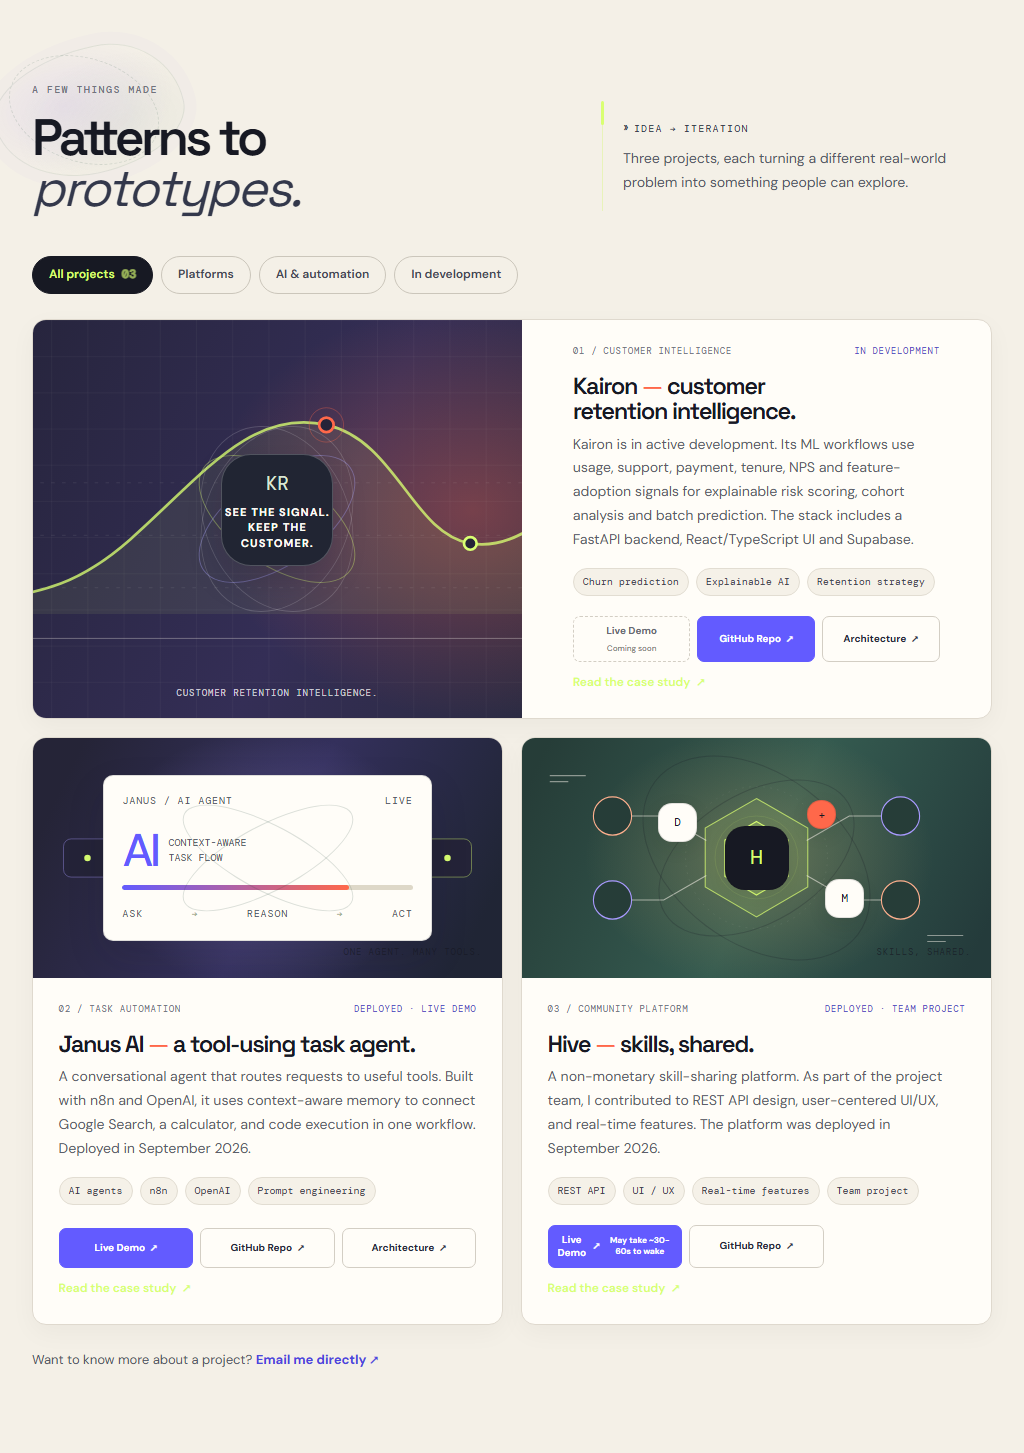 A FEW THINGS MADE
Patterns to
prototypes.
» IDEA → ITERATION
Three projects, each turning a different real-world
problem into something people can explore.
All projects 03
Platforms
AI & automation
In development
KR
SEE THE SIGNAL.
KEEP THE
CUSTOMER.
CUSTOMER RETENTION INTELLIGENCE.
01 / CUSTOMER INTELLIGENCE
IN DEVELOPMENT
Kairon — customer
retention intelligence.
Kairon is in active development. Its ML workflows use
usage, support, payment, tenure, NPS and feature-
adoption signals for explainable risk scoring, cohort
analysis and batch prediction. The stack includes a
FastAPI backend, React/TypeScript UI and Supabase.
Churn prediction
Explainable AI
Retention strategy
Live Demo
Coming soon
GitHub Repo ↗
Architecture ↗
Read the case study ↗
JANUS / AI AGENT
LIVE
AI
CONTEXT-AWARE
TASK FLOW
ASK → REASON → ACT
ONE AGENT. MANY TOOLS.
02 / TASK AUTOMATION
DEPLOYED · LIVE DEMO
Janus AI — a tool-using task agent.
A conversational agent that routes requests to useful tools. Built
with n8n and OpenAI, it uses context-aware memory to connect
Google Search, a calculator, and code execution in one workflow.
Deployed in September 2026.
AI agents
n8n
OpenAI
Prompt engineering
Live Demo ↗
GitHub Repo ↗
Architecture ↗
Read the case study ↗
D
+
H
M
SKILLS, SHARED.
03 / COMMUNITY PLATFORM
DEPLOYED · TEAM PROJECT
Hive — skills, shared.
A non-monetary skill-sharing platform. As part of the project
team, I contributed to REST API design, user-centered UI/UX,
and real-time features. The platform was deployed in
September 2026.
REST API
UI / UX
Real-time features
Team project
Live
Demo ↗
May take ~30–
60s to wake
GitHub Repo ↗
Read the case study ↗
Want to know more about a project? Email me directly ↗